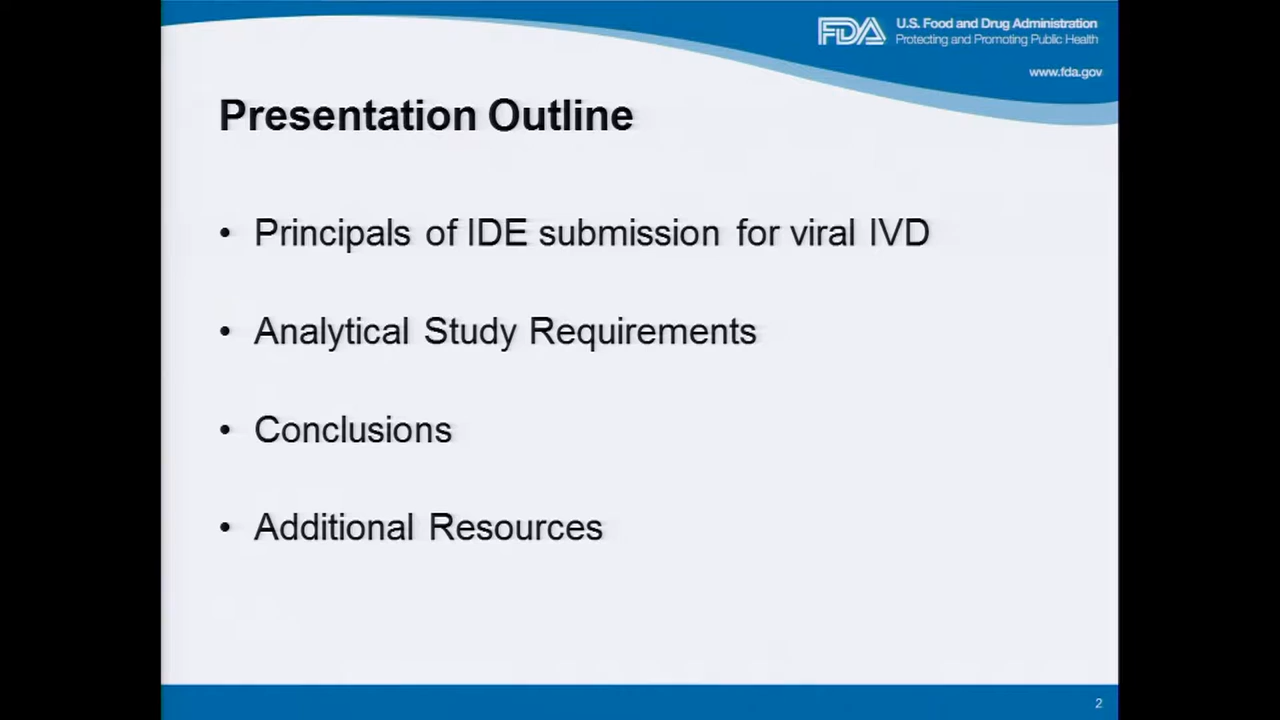 FDA
U.S. Food and Drug Administration
Protecting and Promoting Public Health
www.fda.gov
Presentation Outline
• Principals of IDE submission for viral IVD
• Analytical Study Requirements
• Conclusions
• Additional Resources
2